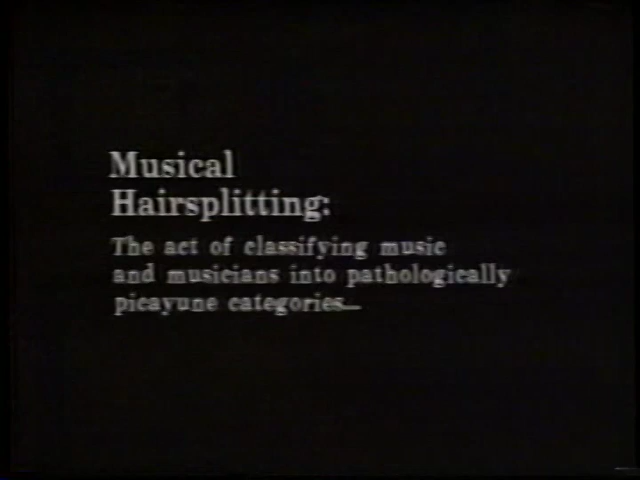 Musical
Hairsplitting:
The act of classifying music
and musicians into pathologically
picayune categories—